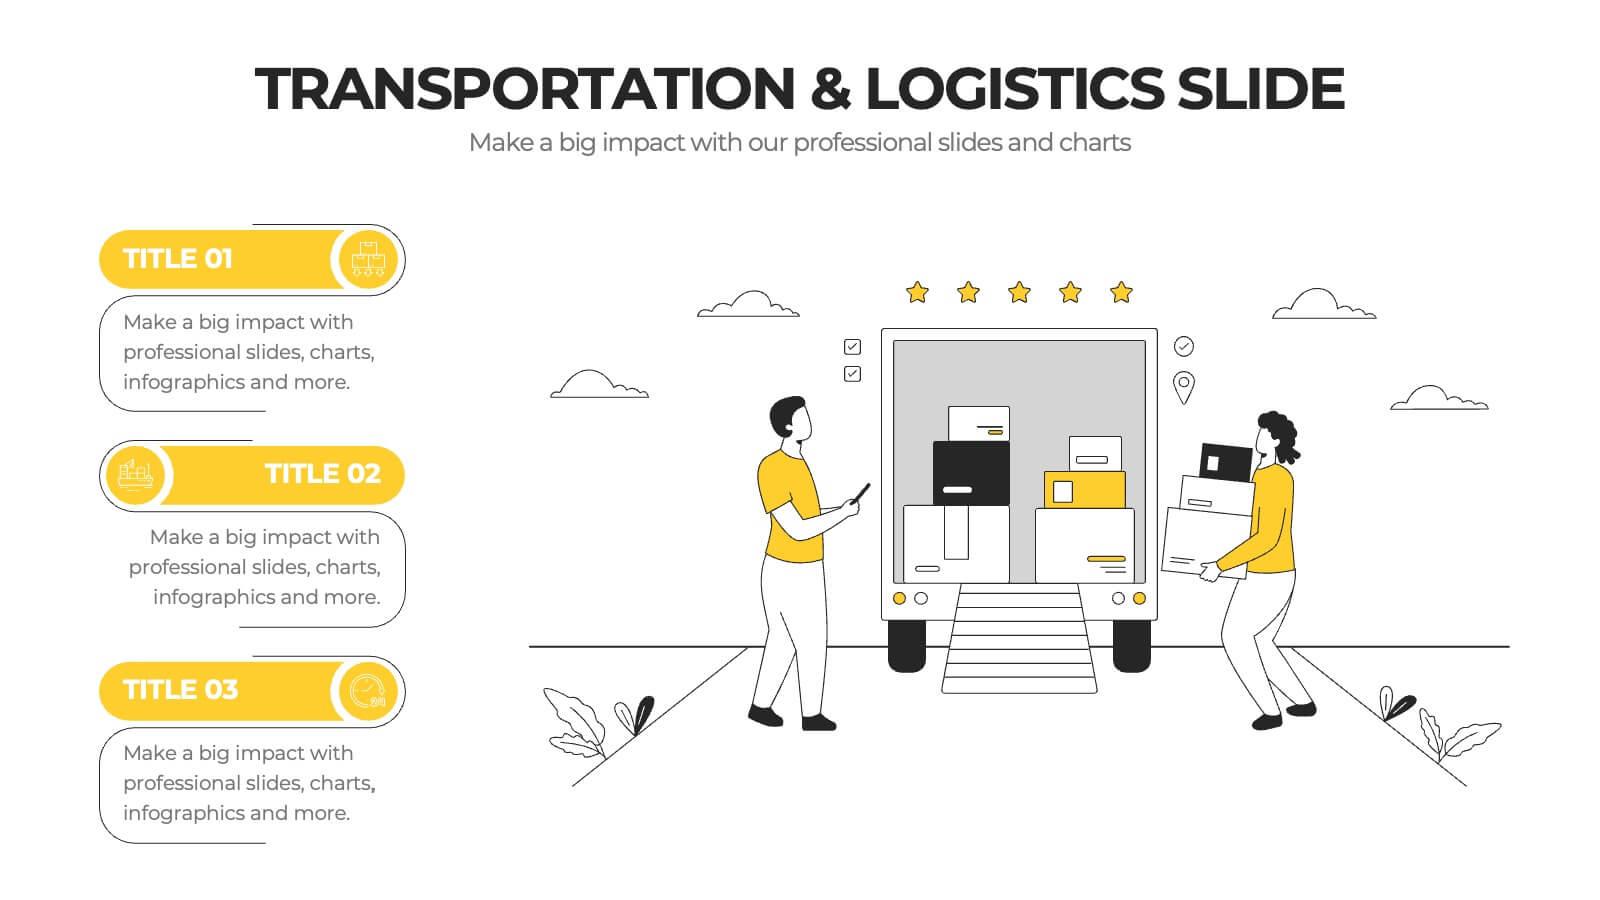 TRANSPORTATION & LOGISTICS SLIDE
Make a big impact with our professional slides and charts
TITLE 01
Make a big impact with
professional slides, charts,
infographics and more.
TITLE 02
Make a big impact with
professional slides, charts,
infographics and more.
TITLE 03
24
Make a big impact with
professional slides, charts,
infographics and more.